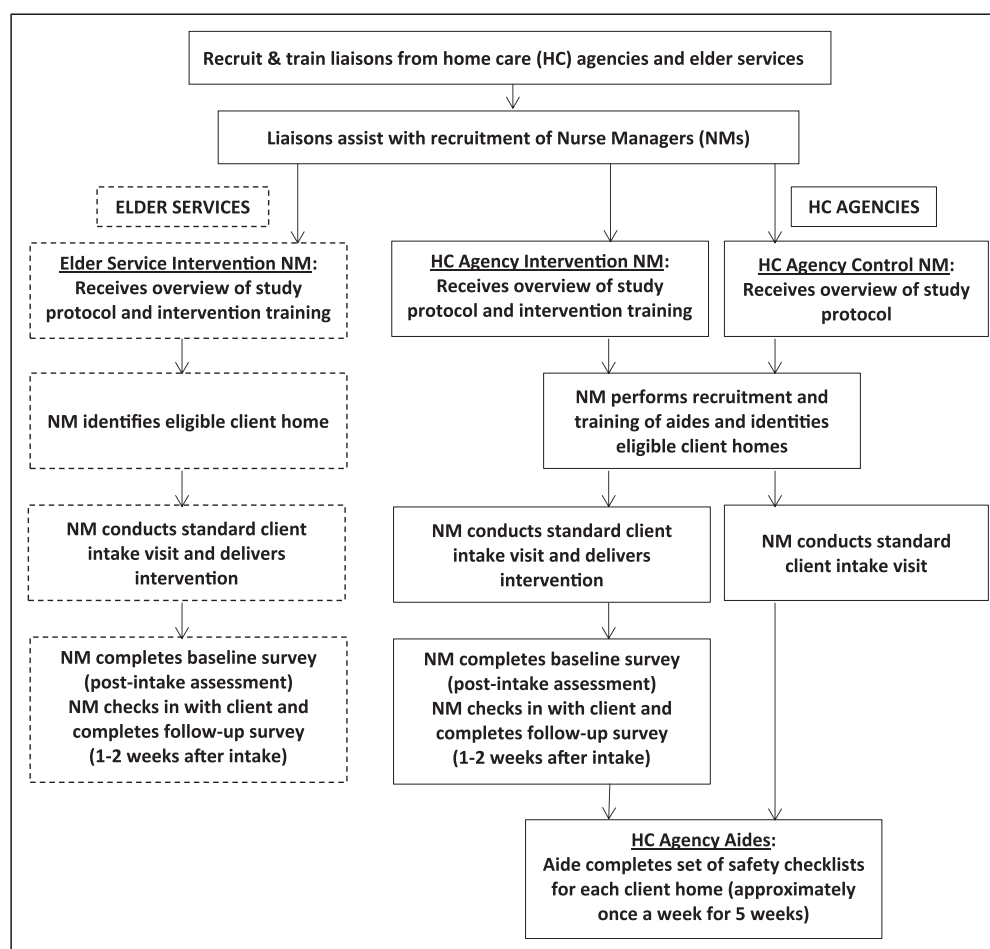 Recruit & train liaisons from home care (HC) agencies and elder services
Liaisons assist with recruitment of Nurse Managers (NMs)
ELDER SERVICES
HC AGENCIES
Elder Service Intervention NM:
Receives overview of study
protocol and intervention training
HC Agency Intervention NM:
Receives overview of study
protocol and intervention training
HC Agency Control NM:
Receives overview of study
protocol
NM identifies eligible client home
NM performs recruitment and
training of aides and identities
eligible client homes
NM conducts standard client
intake visit and delivers
intervention
NM conducts standard client
intake visit and delivers
intervention
NM conducts standard
client intake visit
NM completes baseline survey
(post-intake assessment)
NM checks in with client and
completes follow-up survey
(1-2 weeks after intake)
NM completes baseline survey
(post-intake assessment)
NM checks in with client and
completes follow-up survey
(1-2 weeks after intake)
HC Agency Aides:
Aide completes set of safety checklists
for each client home (approximately
once a week for 5 weeks)